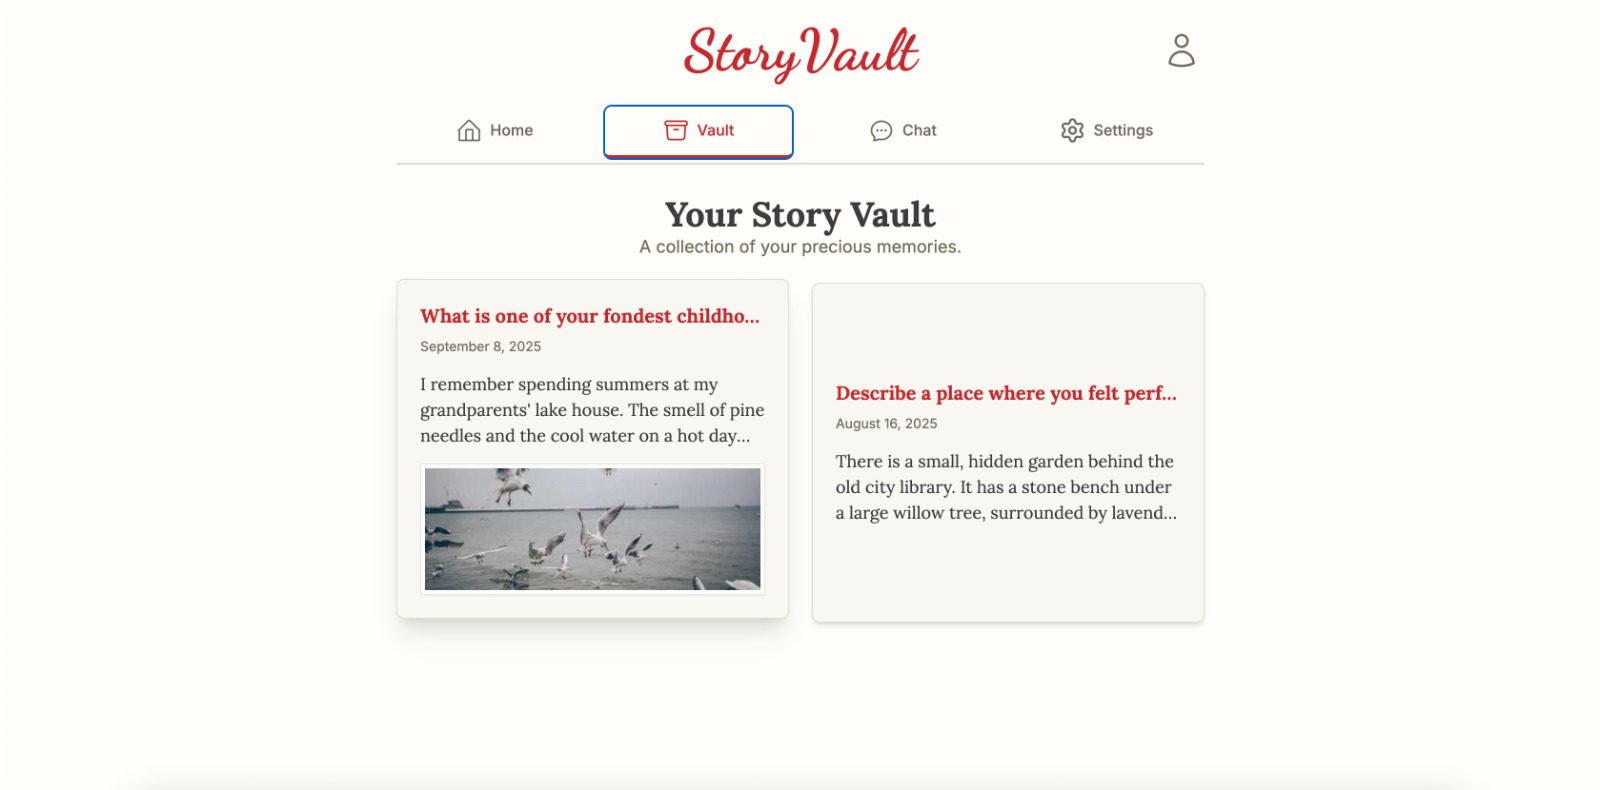 StoryVault
Home
Vault
Chat
Settings
Your Story Vault
A collection of your precious memories.
What is one of your fondest childho...
September 8, 2025
I remember spending summers at my
grandparents' lake house. The smell of pine
needles and the cool water on a hot day...
Describe a place where you felt perf...
August 16, 2025
There is a small, hidden garden behind the
old city library. It has a stone bench under
a large willow tree, surrounded by lavend...